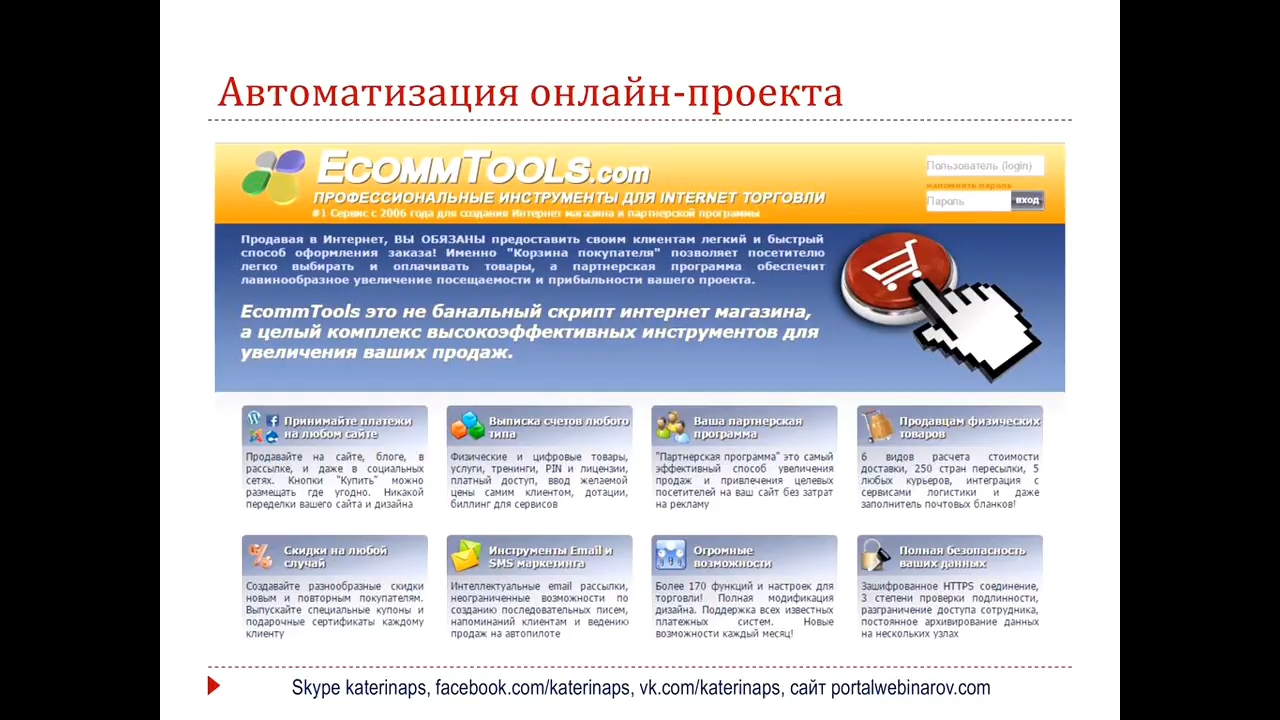 Автоматизация онлайн-проекта
ECOMMTOOLS.com
ПРОФЕССИОНАЛЬНЫЕ ИНСТРУМЕНТЫ ДЛЯ INTERNET ТОРГОВЛИ
#1 Сервис с 2006 года для создания Интернет магазина и партнерской программы
Пользователь (login)
напомнить пароль
Пароль
вход
Продавая в Интернет, ВЫ ОБЯЗАНЫ предоставить своим клиентам легкий и быстрый
способ оформления заказа! Именно "Корзина покупателя" позволяет посетителю
легко выбирать и оплачивать товары, а партнерская программа обеспечит
лавинообразное увеличение посещаемости и прибыльности вашего проекта.
EcommTools это не банальный скрипт интернет магазина,
а целый комплекс высокоэффективных инструментов для
увеличения ваших продаж.
Принимайте платежи
на любом сайте
Продавайте на сайте, блоге, в
рассылке, и даже в социальных
сетях. Кнопки "Купить" можно
размещать где угодно. Никакой
переделки вашего сайта и дизайна
Выписка счетов любого
типа
Физические и цифровые товары,
услуги, тренинги, PIN и лицензии,
платный доступ, ввод желаемой
цены самим клиентом, дотации,
биллинг для сервисов
Ваша партнерская
программа
"Партнерская программа" это самый
эффективный способ увеличения
продаж и привлечения целевых
посетителей на ваш сайт без затрат
на рекламу
Продавцам физических
товаров
6 видов расчета стоимости
доставки, 250 стран пересылки, 5
любых курьеров, интеграция с
сервисами логистики и даже
заполнитель почтовых бланков!
Скидки на любой
случай
Создавайте разнообразные скидки
новым и повторным покупателям.
Выпускайте специальные купоны и
подарочные сертификаты каждому
клиенту
Инструменты Email и
SMS маркетинга
Интеллектуальные email рассылки,
неограниченные возможности по
созданию последовательных писем,
напоминаний клиентам и ведению
продаж на автопилоте
Огромные
возможности
Более 170 функций и настроек для
торговли! Полная модификация
дизайна. Поддержка всех известных
платежных систем. Новые
возможности каждый месяц!
Полная безопасность
ваших данных
Зашифрованное HTTPS соединение,
3 степени проверки подлинности,
разграничение доступа сотрудника,
постоянное архивирование данных
на нескольких узлах
Skype katerinaps, facebook.com/katerinaps, vk.com/katerinaps, сайт portalwebinarov.com